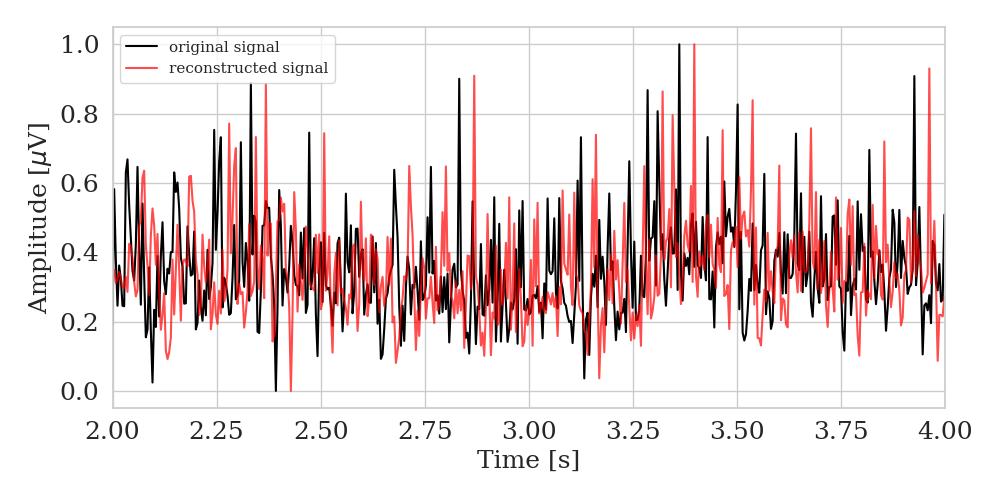 original signal
reconstructed signal
Amplitude [μV]
1.0
0.8
0.6
0.4
0.2
0.0
2.00 2.25 2.50 2.75 3.00 3.25 3.50 3.75 4.00
Time [s]